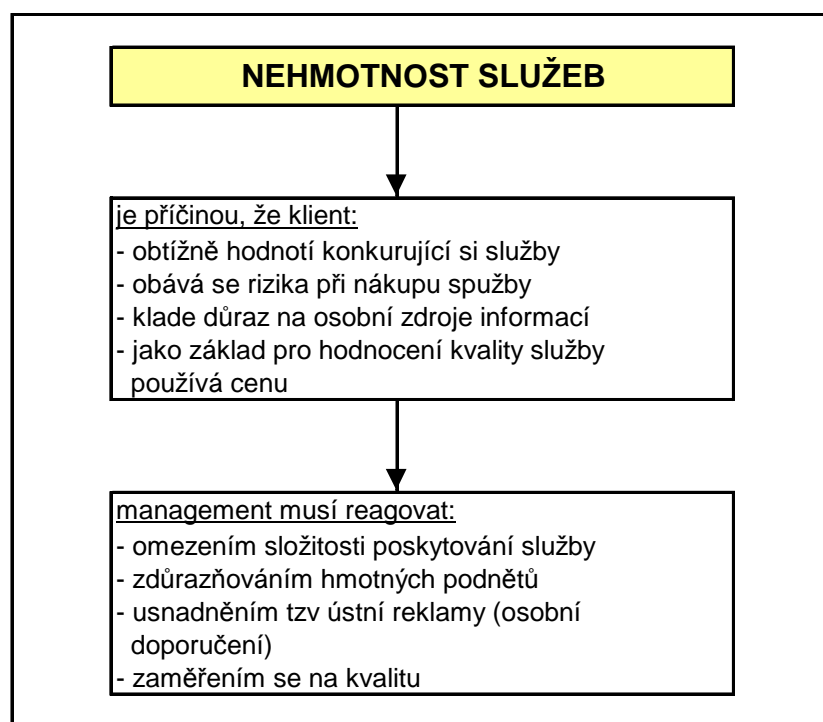 NEHMOTNOST SLUŽEB
je příčinou, že klient:
- obtížně hodnotí konkurující si služby
- obává se rizika při nákupu spužby
- klade důraz na osobní zdroje informací
- jako základ pro hodnocení kvality služby
používá cenu
management musí reagovat:
- omezením složitosti poskytování služby
- zdůrazňováním hmotných podnětů
- usnadněním tzv ústní reklamy (osobní
doporučení)
- zaměřením se na kvalitu